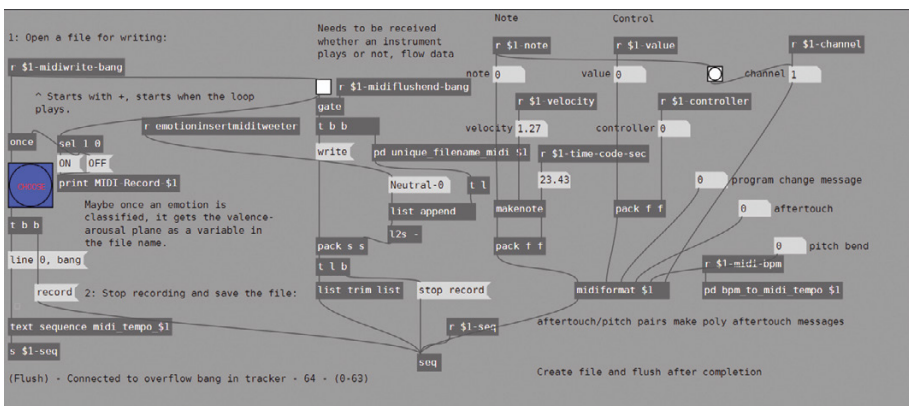 1: Open a file for writing:
r $1-midiwrite-bang
^ Starts with +, starts when the loop
plays.
once
sel 1 0
ON
OFF
print MIDI-Record-$1
Maybe once an emotion is
classified, it gets the valence-
arousal plane as a variable in
the file name.
t b b
line 0, bang
record
2: Stop recording and save the file:
text sequence midi_tempo_$1
s $1-seq
(Flush) - Connected to overflow bang in tracker - 64 - (0-63)
Needs to be received
whether an instrument
plays or not, flow data
r $1-midiflushend-bang
gate
r emotioninsertmiditweeter
t b b
write
pd unique_filename_midi $1
Neutral-0
t l
list append
l2s -
pack s s
t l b
list trim list
stop record
r $1-seq
seq
Note
r $1-note
note 0
r $1-velocity
velocity 1.27
r $1-time-code-sec
23.43
makenote
pack f f
Control
r $1-value
value 0
r $1-controller
controller 0
pack f f
r $1-channel
channel 1
0 program change message
0 aftertouch
0 pitch bend
r $1-midi-bpm
midiformat $1
pd bpm_to_midi_tempo $1
aftertouch/pitch pairs make poly aftertouch messages
Create file and flush after completion